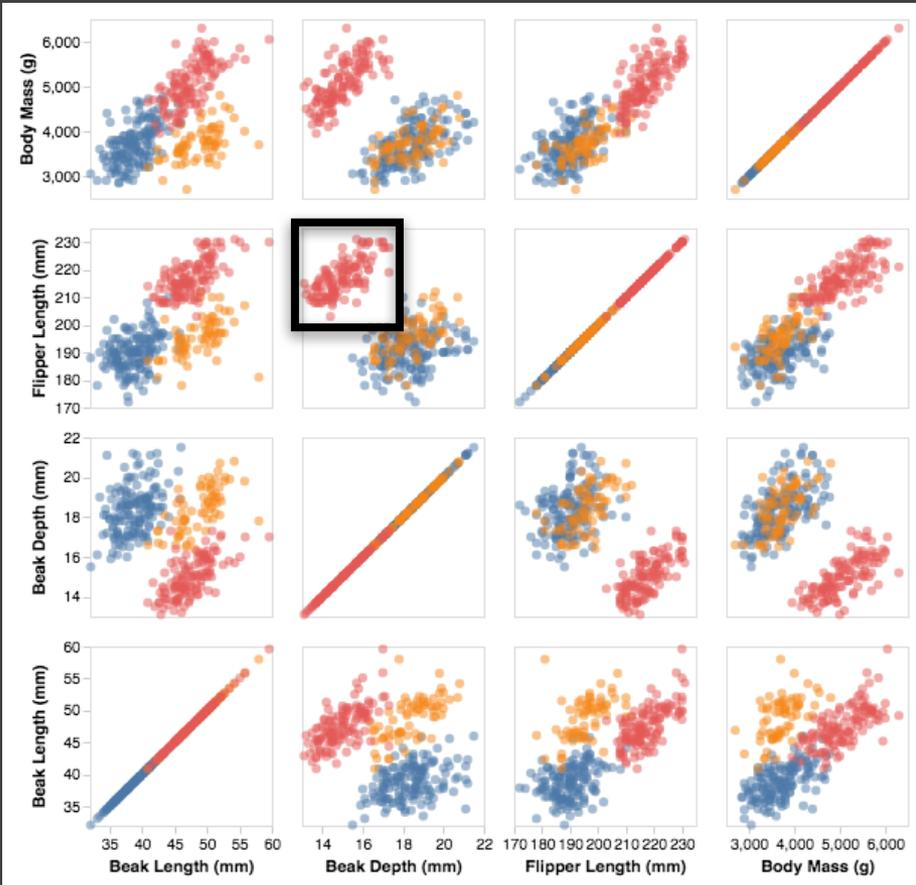 Body Mass (g)
6,000
5,000
4,000
3,000
Flipper Length (mm)
230
220
210
200
190
180
170
Beak Depth (mm)
22
20
18
16
14
Beak Length (mm)
60
55
50
45
40
35
35 40 45 50 55 60
14 16 18 20 22
170 180 190 200 210 220 230
3,000 4,000 5,000 6,000
Beak Length (mm)
Beak Depth (mm)
Flipper Length (mm)
Body Mass (g)